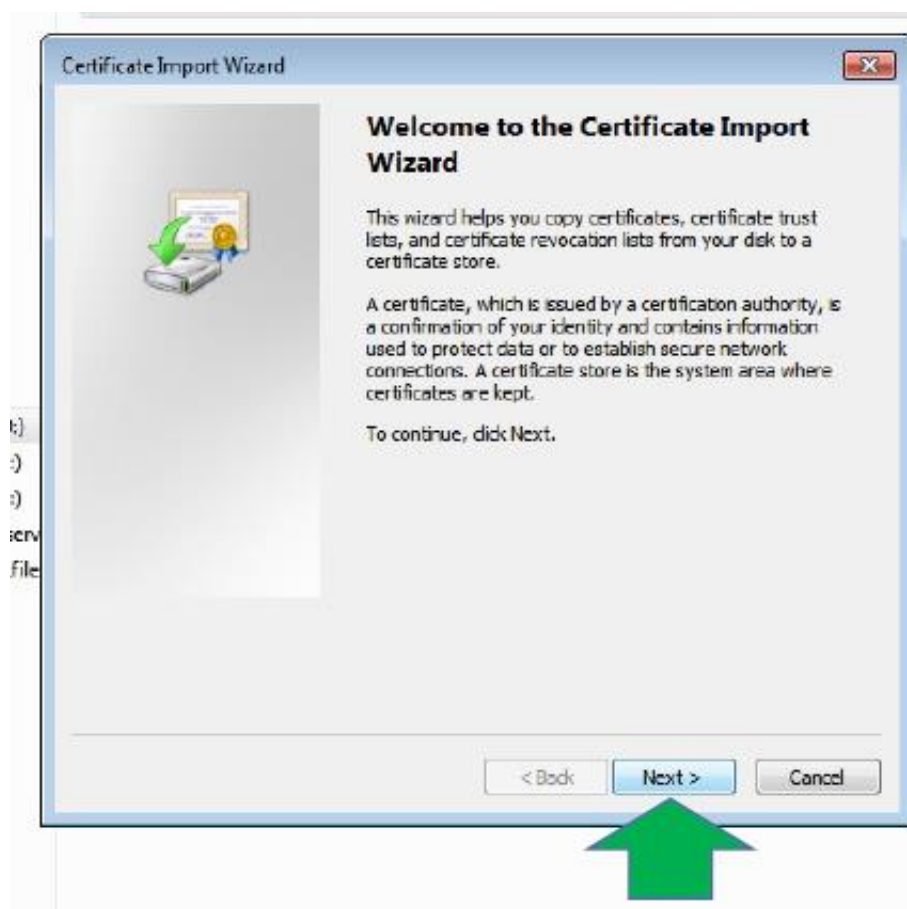 Certificate Import Wizard
Welcome to the Certificate Import
Wizard
This wizard helps you copy certificates, certificate trust
lists, and certificate revocation lists from your disk to a
certificate store.
A certificate, which is issued by a certification authority, is
a confirmation of your identity and contains information
used to protect data or to establish secure network
connections. A certificate store is the system area where
certificates are kept.
To continue, click Next.
:)
:)
:)
serv
file
< Back Next > Cancel